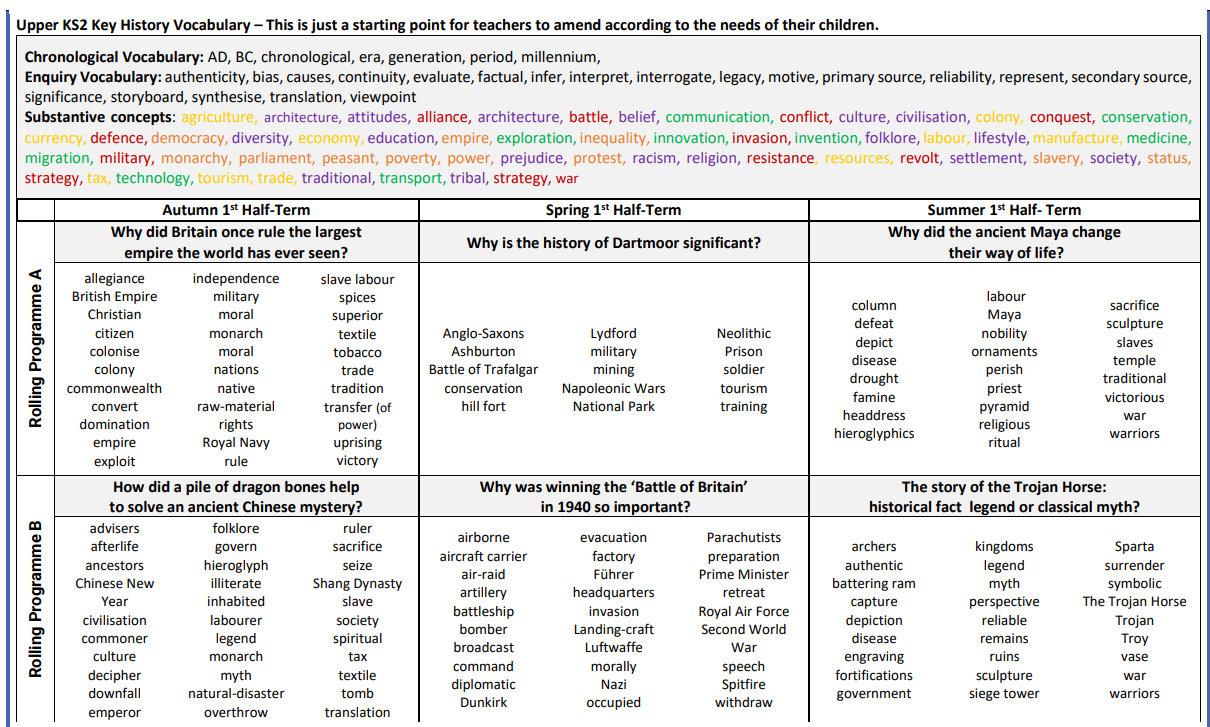 Upper KS2 Key History Vocabulary – This is just a starting point for teachers to amend according to the needs of their children.
Chronological Vocabulary: AD, BC, chronological, era, generation, period, millennium,
Enquiry Vocabulary: authenticity, bias, causes, continuity, evaluate, factual, infer, interpret, interrogate, legacy, motive, primary source, reliability, represent, secondary source,
significance, storyboard, synthesise, translation, viewpoint
Substantive concepts: agriculture, architecture, attitudes, alliance, architecture, battle, belief, communication, conflict, culture, civilisation, colony, conquest, conservation,
currency, defence, democracy, diversity, economy, education, empire, exploration, inequality, innovation, invasion, invention, folklore, labour, lifestyle, manufacture, medicine,
migration, military, monarchy, parliament, peasant, poverty, power, prejudice, protest, racism, religion, resistance, resources, revolt, settlement, slavery, society, status,
strategy, tax, technology, tourism, trade, traditional, transport, tribal, strategy, war
Autumn 1st Half-Term
Spring 1st Half-Term
Summer 1st Half- Term
Rolling Programme A
Why did Britain once rule the largest
empire the world has ever seen?
allegiance
British Empire
Christian
citizen
colonise
colony
commonwealth
convert
domination
empire
exploit
independence
military
moral
monarch
moral
nations
native
raw-material
rights
Royal Navy
rule
slave labour
spices
superior
textile
tobacco
trade
tradition
transfer (of
power)
uprising
victory
Why is the history of Dartmoor significant?
Anglo-Saxons
Ashburton
Battle of Trafalgar
conservation
hill fort
Lydford
military
mining
Napoleonic Wars
National Park
Neolithic
Prison
soldier
tourism
training
Why did the ancient Maya change
their way of life?
column
defeat
depict
disease
drought
famine
headdress
hieroglyphics
labour
Maya
nobility
ornaments
perish
priest
pyramid
religious
ritual
sacrifice
sculpture
slaves
temple
traditional
victorious
war
warriors
Rolling Programme B
How did a pile of dragon bones help
to solve an ancient Chinese mystery?
advisers
afterlife
ancestors
Chinese New
Year
civilisation
commoner
culture
decipher
downfall
emperor
folklore
govern
hieroglyph
illiterate
inhabited
labourer
legend
monarch
myth
natural-disaster
overthrow
ruler
sacrifice
seize
Shang Dynasty
slave
society
spiritual
tax
textile
tomb
translation
Why was winning the ‘Battle of Britain’
in 1940 so important?
airborne
aircraft carrier
air-raid
artillery
battleship
bomber
broadcast
command
diplomatic
Dunkirk
evacuation
factory
Führer
headquarters
invasion
Landing-craft
Luftwaffe
morally
Nazi
occupied
Parachutists
preparation
Prime Minister
retreat
Royal Air Force
Second World
War
speech
Spitfire
withdraw
The story of the Trojan Horse:
historical fact legend or classical myth?
archers
authentic
battering ram
capture
depiction
disease
engraving
fortifications
government
kingdoms
legend
myth
perspective
reliable
remains
ruins
sculpture
siege tower
Sparta
surrender
symbolic
The Trojan Horse
Trojan
Troy
vase
war
warriors